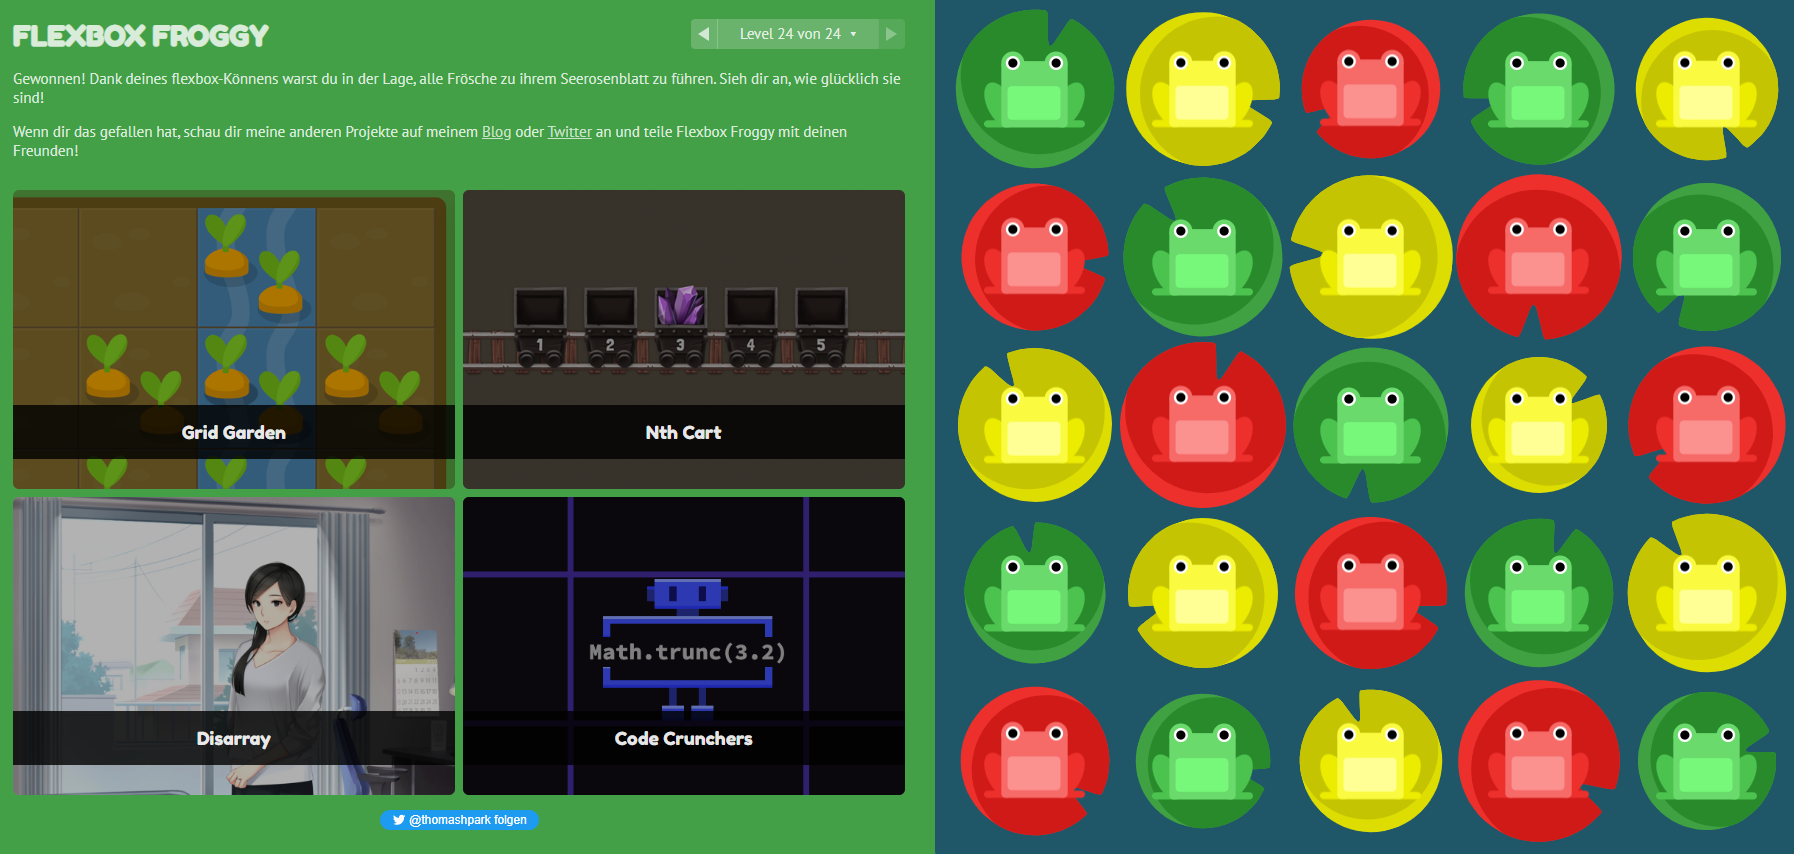 FLEXBOX FROGGY
Level 24 von 24
Gewonnen! Dank deines flexbox-Könnens warst du in der Lage, alle Frösche zu ihrem Seerosenblatt zu führen. Sieh dir an, wie glücklich sie
sind!
Wenn dir das gefallen hat, schau dir meine anderen Projekte auf meinem Blog oder Twitter an und teile Flexbox Froggy mit deinen
Freunden!
Grid Garden
1 2 3 4 5
Nth Cart
Disarray
Math.trunc(3.2)
Code Crunchers
@thomashpark folgen